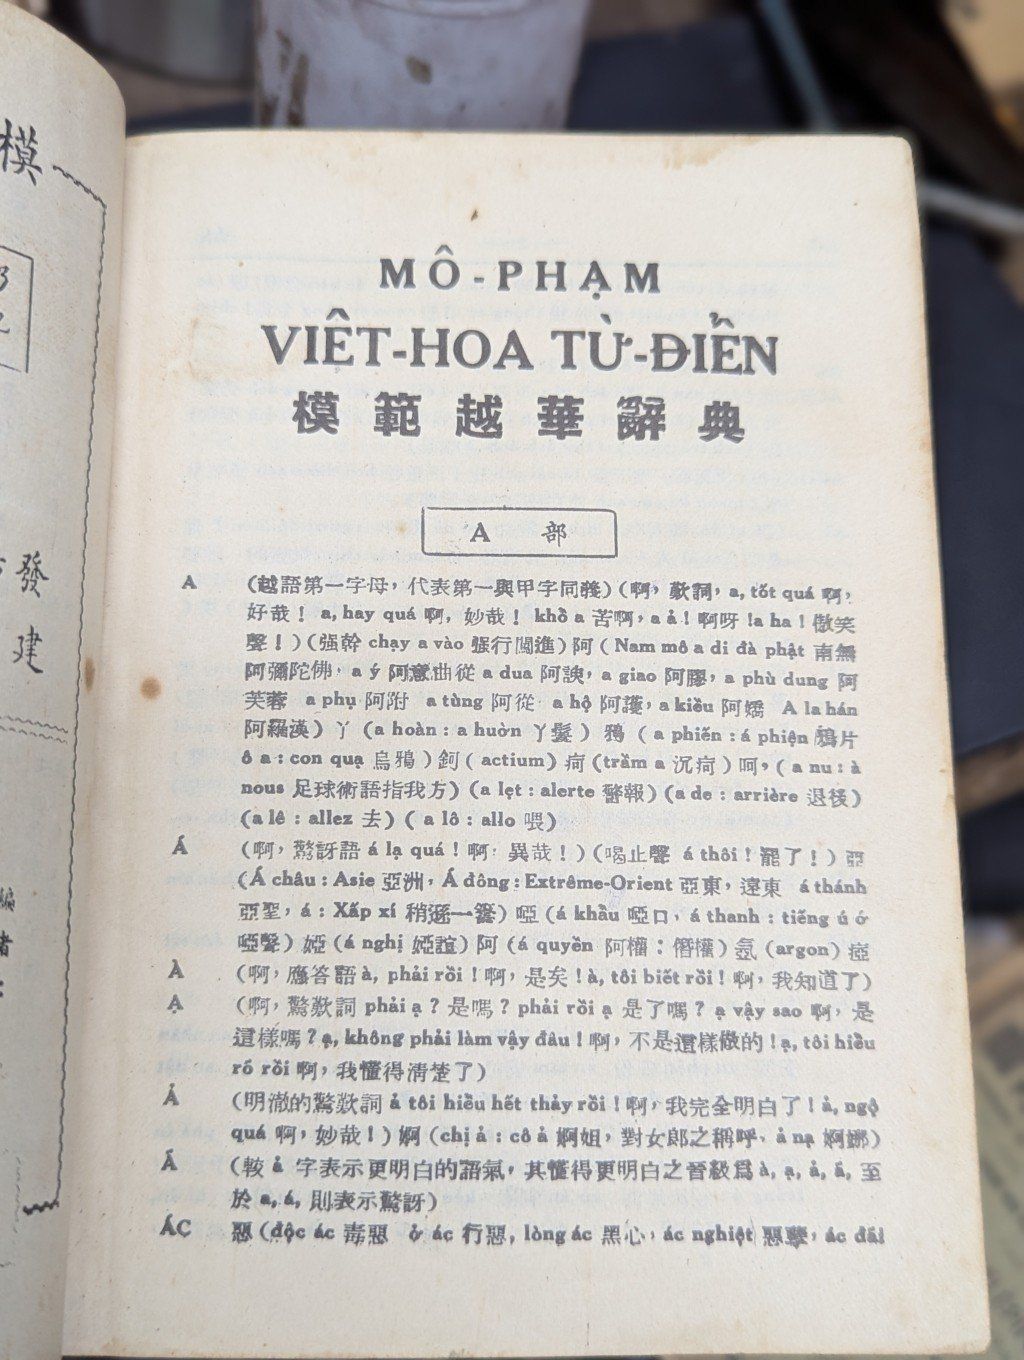 模
發
建
編
者
MÔ-PHẠM
VIỆT-HOA TỪ-ĐIỂN
模範越華辭典
A 部
A (越語第一字母，代表第一與甲字同義)(啊，歎詞，a, tốt quá 啊，
好哉！a, hay quá 啊，妙哉！khồ a 苦啊，a ả！啊呀！a ha！傲笑
聲！)(强幹 chạy a vào 强行闖進)阿(Nam mô a di đà phật 南無
阿彌陀佛，a ý 阿意曲從 a dua 阿諛，a giao 阿膠，a phù dung 阿
芙蓉 a phụ 阿附 a tùng 阿從 a hộ 阿護，a kiều 阿嬌 A la hán
阿羅漢) 丫 (a hoàn : a huờn 丫鬟) 鴉 (a phiến : á phiện 鴉片
ô a : con quạ 烏鴉) 錒 (actium) 痾 (trầm a 沉痾) 呵，(a nu : à
nous 足球術語指我方) (a lẹt : alerte 警報) (a de : arrière 退後)
(a lê : allez 去) (a lô : allo 喂)
Á (啊，驚訝語 á lạ quá！啊，異哉！)(喝止聲 á thôi！罷了！) 亞
(Á châu : Asie 亞洲，Á đông : Extrême-Orient 亞東，遠東 á thánh
亞聖，á : Xấp xí 稍遜一籌) 啞 (á khẩu 啞口，á thanh : tiếng ú ớ
啞聲) 婭 (á nghị 婭誼) 阿 (á quyền 阿權：僭權) 氬 (argon) 瘂
À (啊，應答語 à, phải rồi！啊，是矣！à, tôi biết rồi！啊，我知道了)
Ạ (啊，驚歎詞 phải ạ？是嗎？phải rồi ạ 是了嗎？ạ vậy sao 啊，是
這樣嗎？ạ, không phải làm vậy đâu！啊，不是這樣做的！ạ, tôi hiều
rõ rồi 啊，我懂得清楚了)
Ả (明澈的驚歎詞 ả tôi hiều hết thảy rồi！啊，我完全明白了！ả, ngộ
quá 啊，妙哉！) 婀 (chị ả : cô ả 婀姐，對女郎之稱呼，ả nạ 婀娜)
Ã (較 ả 字表示更明白的語氣，其懂得更明白之晉級爲 à, ạ, ả, ã, 至
於 a, á, 則表示驚訝)
ÁC 惡 (độc ác 毒惡 ở ác 行惡, lòng ác 黑心，ác nghiệt 惡孽，ác đãi